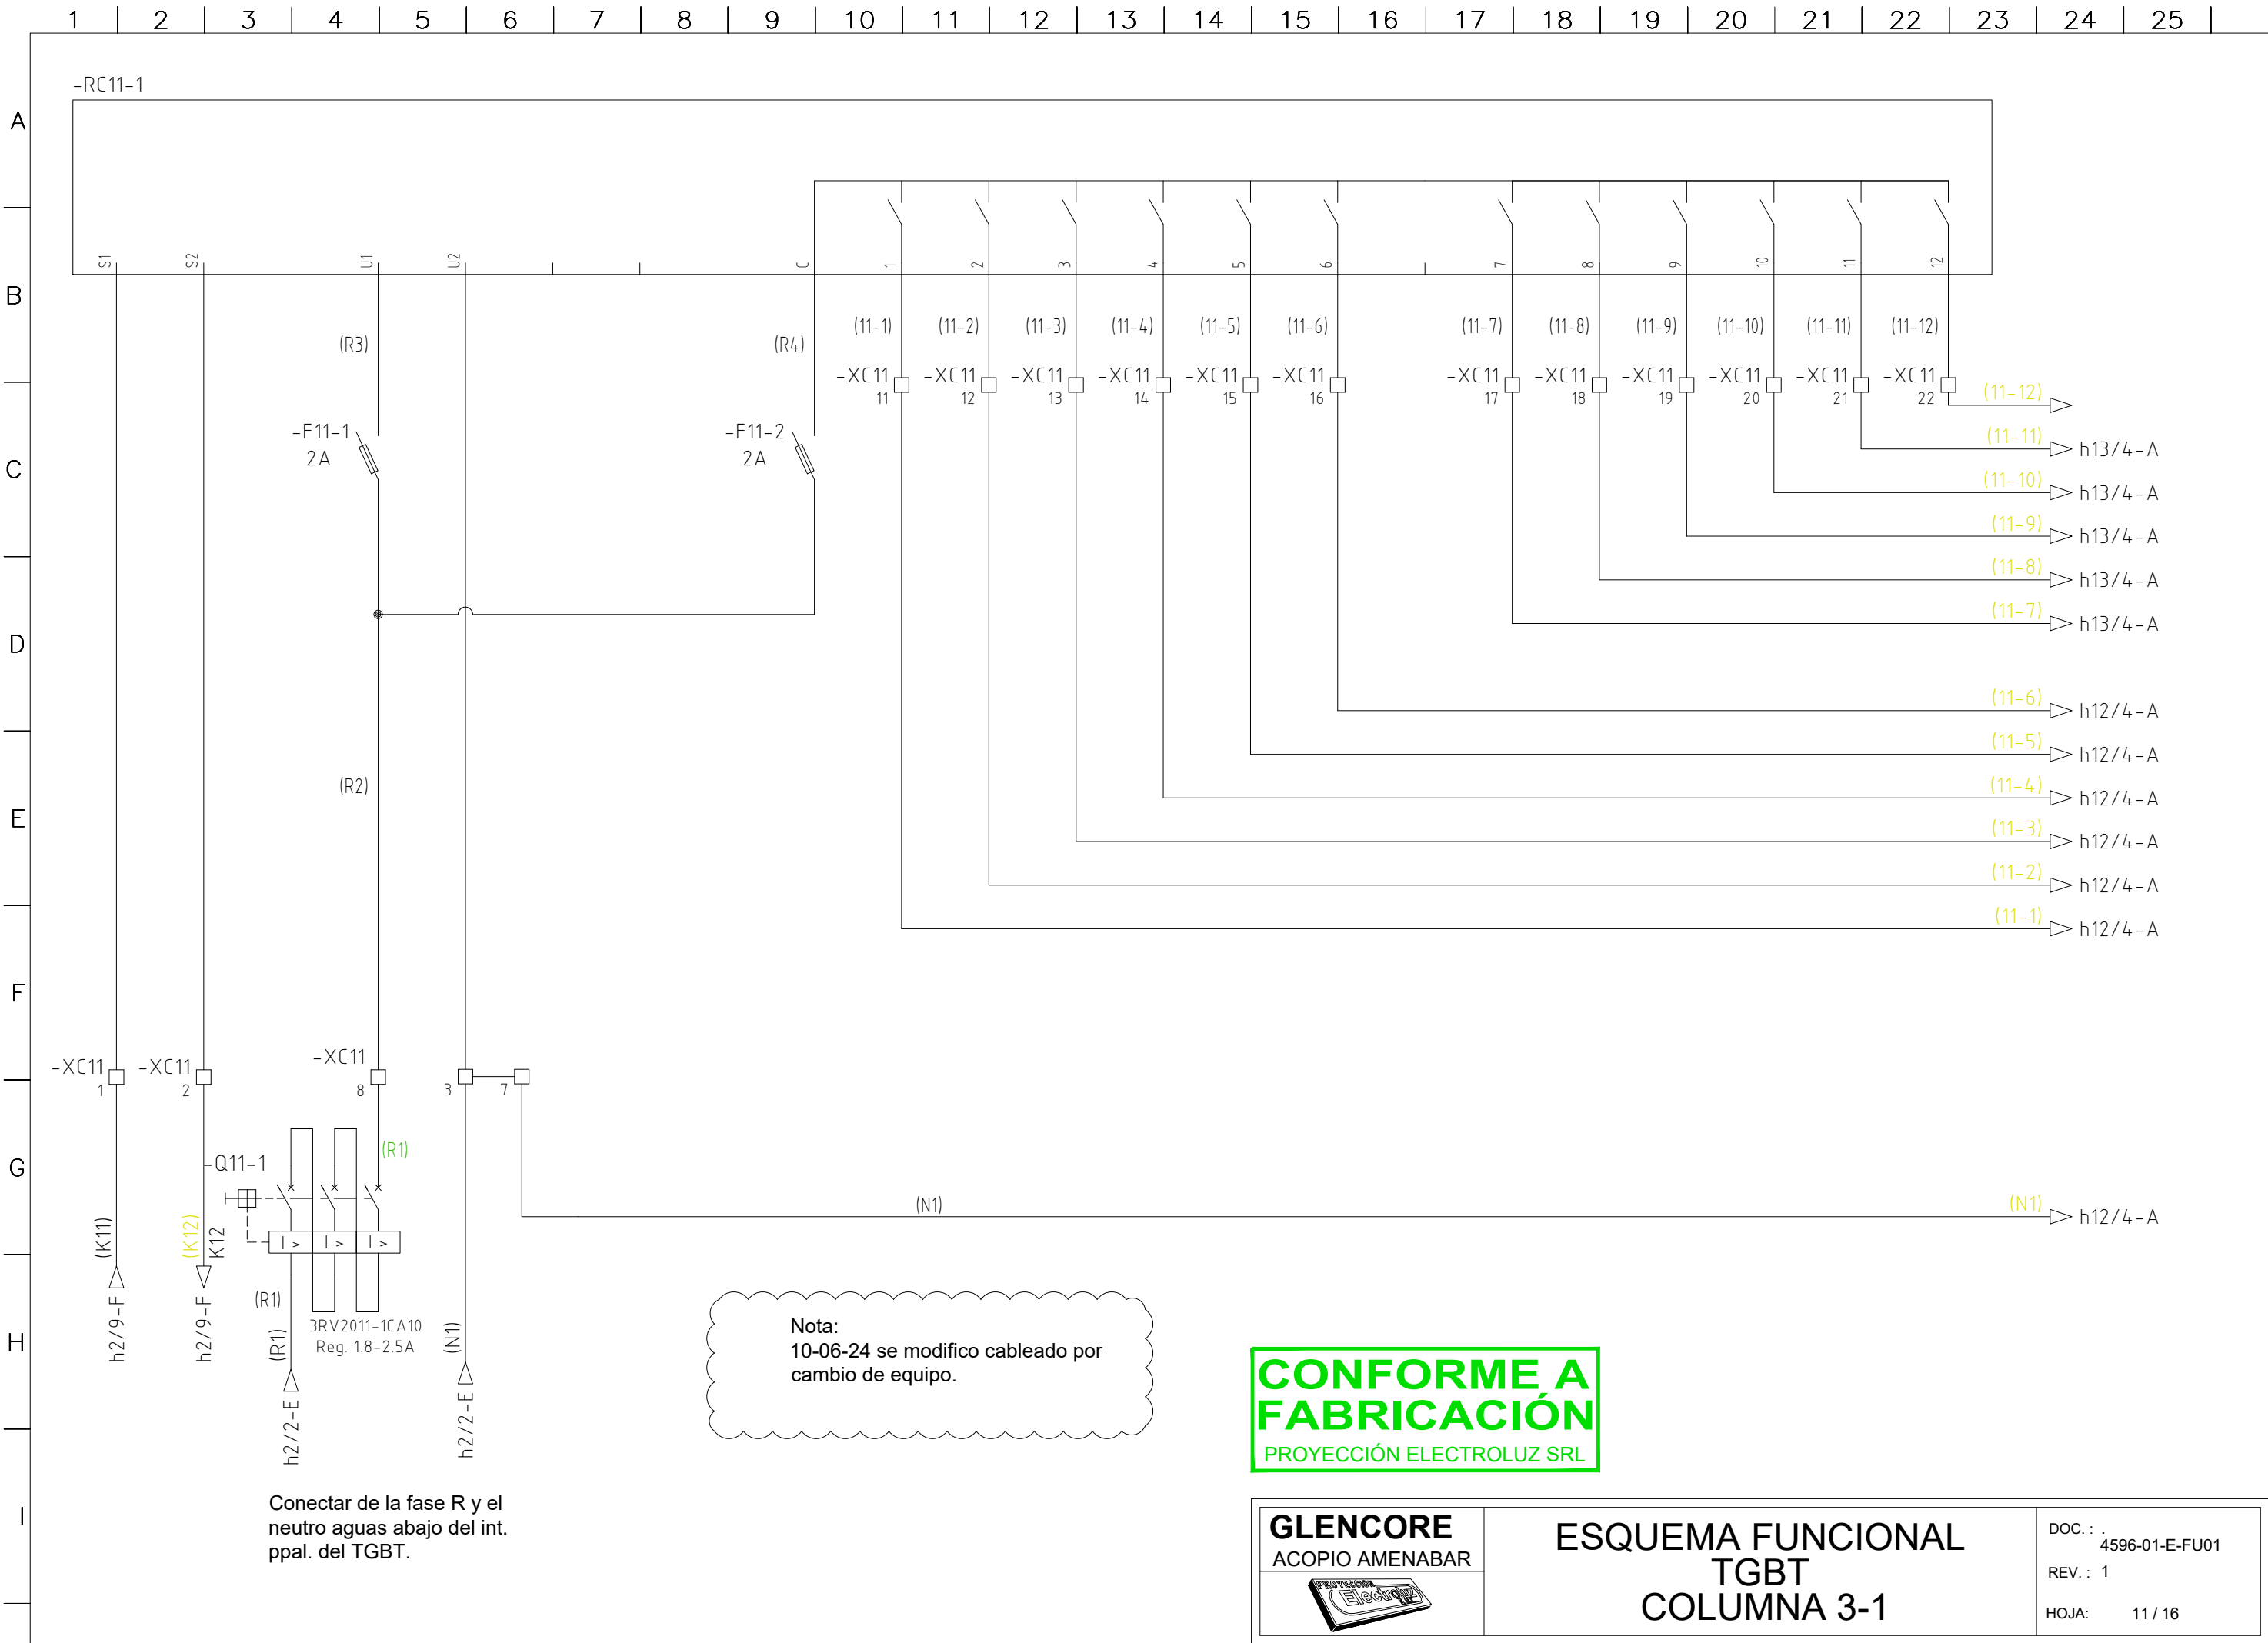 1 2 3 4 5 6 7 8 9 10 11 12 13 14 15 16 17 18 19 20 21 22 23 24 25
A
B
C
D
E
F
G
H
I
-RC11-1
S1 S2 U1 U2 C 1 2 3 4 5 6 7 8 9 10 11 12
(R3) (R4) (11-1) (11-2) (11-3) (11-4) (11-5) (11-6) (11-7) (11-8) (11-9) (11-10) (11-11) (11-12)
-XC11 -XC11 -XC11 -XC11 -XC11 -XC11 -XC11 -XC11 -XC11 -XC11 -XC11 -XC11
11 12 13 14 15 16 17 18 19 20 21 22
(11-12)
-F11-1
2A
-F11-2
2A
(11-11) h13/4-A
(11-10) h13/4-A
(11-9) h13/4-A
(11-8) h13/4-A
(11-7) h13/4-A
(11-6) h12/4-A
(11-5) h12/4-A
(R2)
(11-4) h12/4-A
(11-3) h12/4-A
(11-2) h12/4-A
(11-1) h12/4-A
-XC11 -XC11 -XC11
1 2 8 3 7
(R1)
-Q11-1
(N1) (N1) h12/4-A
(K11)
(K12)
K12
I > I > I >
h2/9-F
h2/9-F
(R1)
(R1)
3RV2011-1CA10
Reg. 1.8-2.5A
(N1)
h2/2-E
h2/2-E
Nota:
10-06-24 se modifico cableado por
cambio de equipo.
CONFORME A
FABRICACIÓN
PROYECCIÓN ELECTROLUZ SRL
Conectar de la fase R y el
neutro aguas abajo del int.
ppal. del TGBT.
GLENCORE
ACOPIO AMENABAR
PROYECCION
Electroluz
SRL
ESQUEMA FUNCIONAL
TGBT
COLUMNA 3-1
DOC. : .
4596-01-E-FU01
REV. : 1
HOJA: 11 / 16